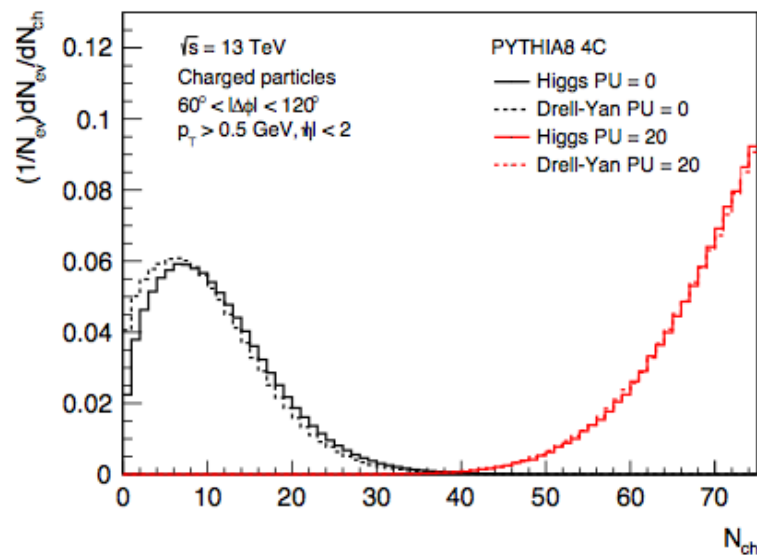 (1/N_ev)dN_ev/dN_ch
0.12
0.1
0.08
0.06
0.04
0.02
0
√s = 13 TeV
Charged particles
60° < |Δϕ| < 120°
p_T > 0.5 GeV, |η| < 2
PYTHIA8 4C
Higgs PU = 0
Drell-Yan PU = 0
Higgs PU = 20
Drell-Yan PU = 20
0 10 20 30 40 50 60 70
N_ch